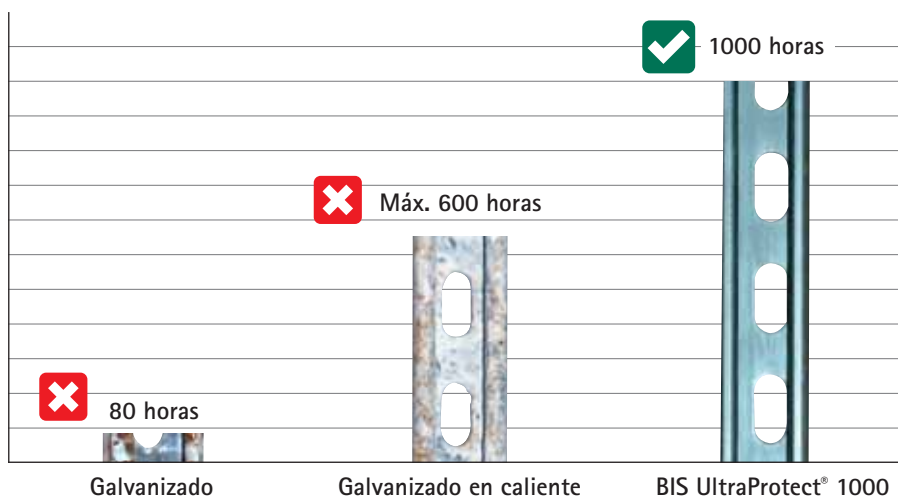 1000 horas
Máx. 600 horas
80 horas
Galvanizado
Galvanizado en caliente
BIS UltraProtect® 1000